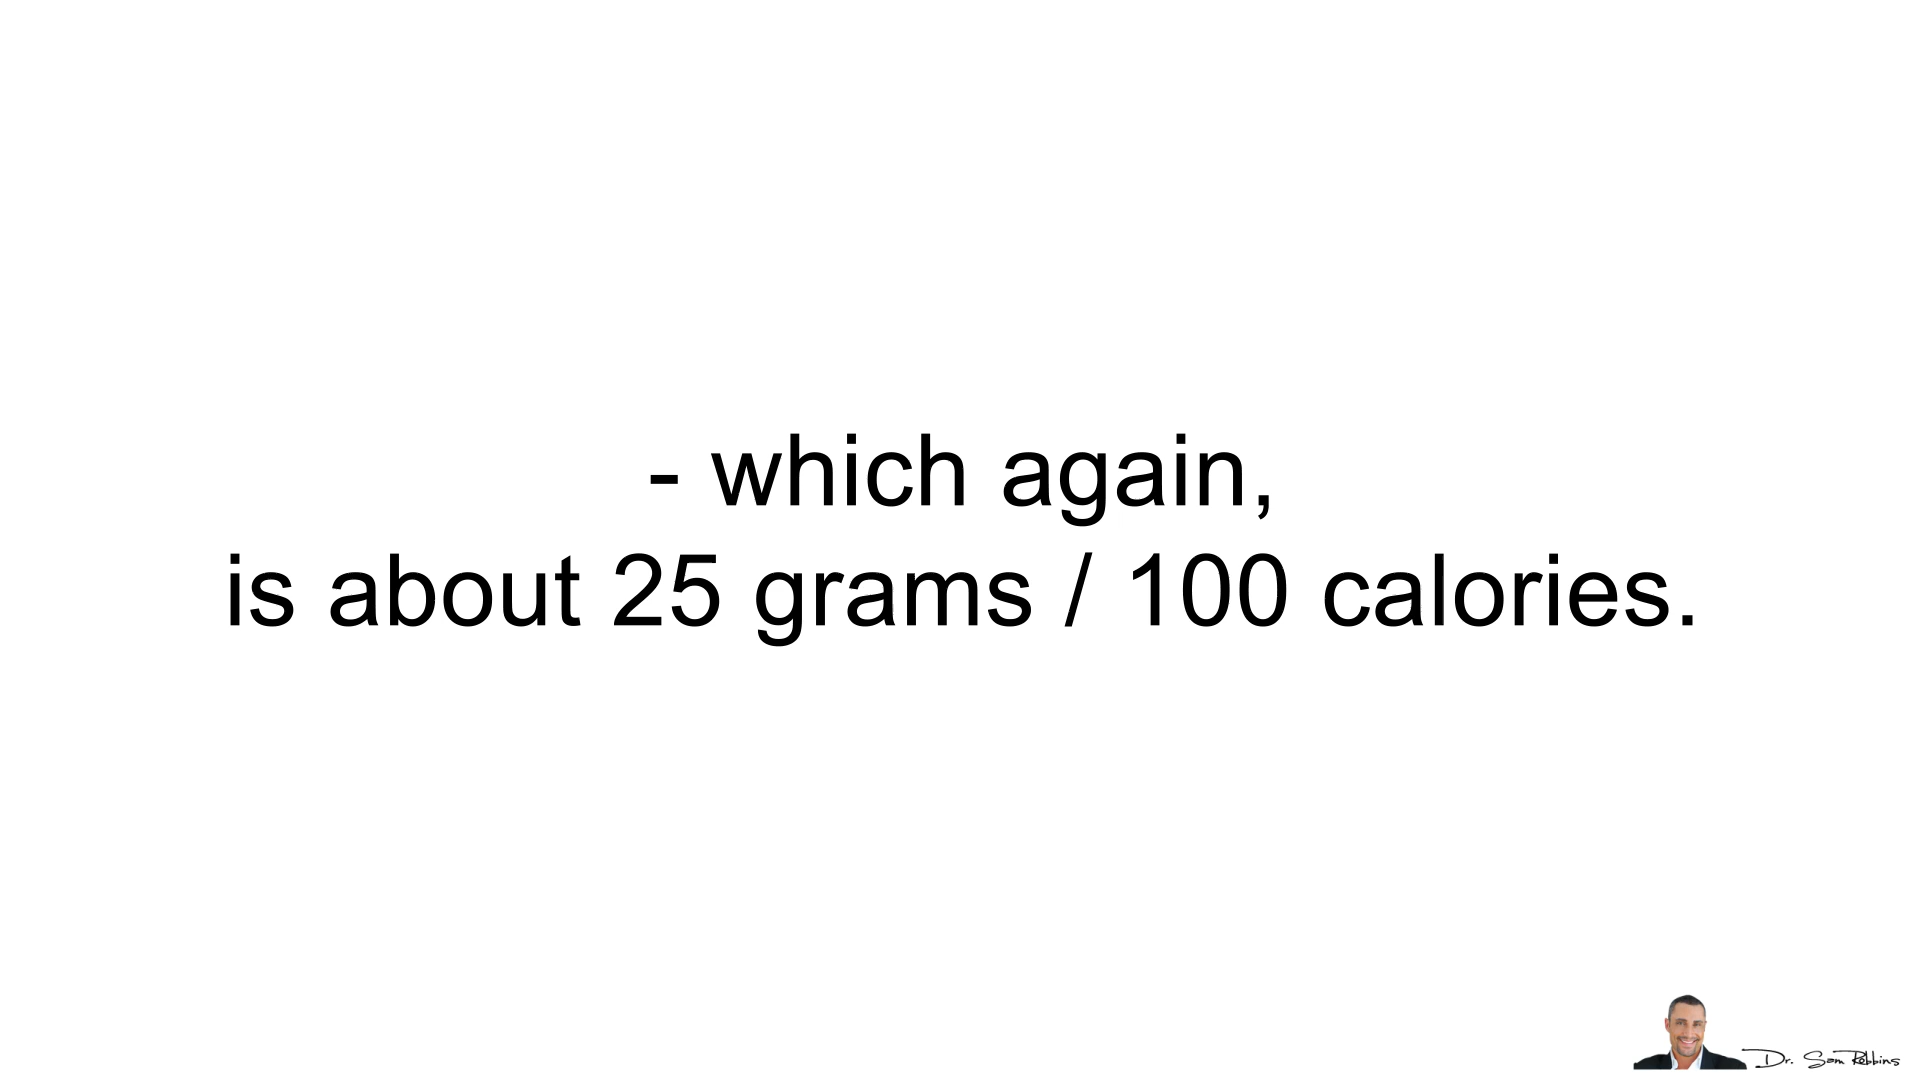 - which again,
is about 25 grams / 100 calories.
Dr. Sam Robbins